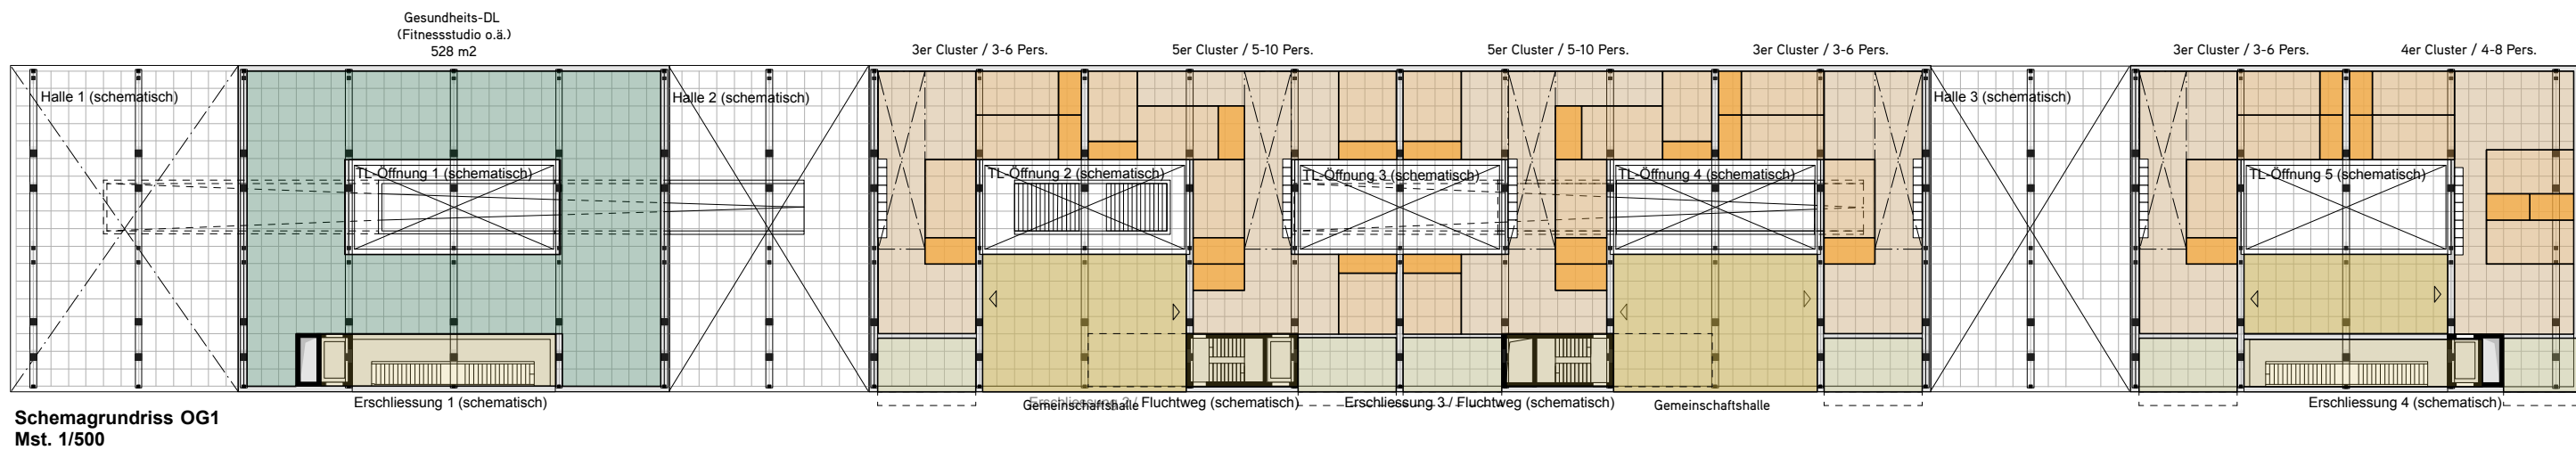 Gesundheits-DL
(Fitnessstudio o.ä.)
528 m2
3er Cluster / 3-6 Pers.
5er Cluster / 5-10 Pers.
5er Cluster / 5-10 Pers.
3er Cluster / 3-6 Pers.
3er Cluster / 3-6 Pers.
4er Cluster / 4-8 Pers.
Halle 1 (schematisch)
Halle 2 (schematisch)
Halle 3 (schematisch)
TL-Öffnung 1 (schematisch)
TL-Öffnung 2 (schematisch)
TL-Öffnung 3 (schematisch)
TL-Öffnung 4 (schematisch)
TL-Öffnung 5 (schematisch)
Erschliessung 1 (schematisch)
Erschliessung 2 / Fluchtweg (schematisch)
Gemeinschaftshalle
Erschliessung 3 / Fluchtweg (schematisch)
Gemeinschaftshalle
Erschliessung 4 (schematisch)
Schemagrundriss OG1
Mst. 1/500